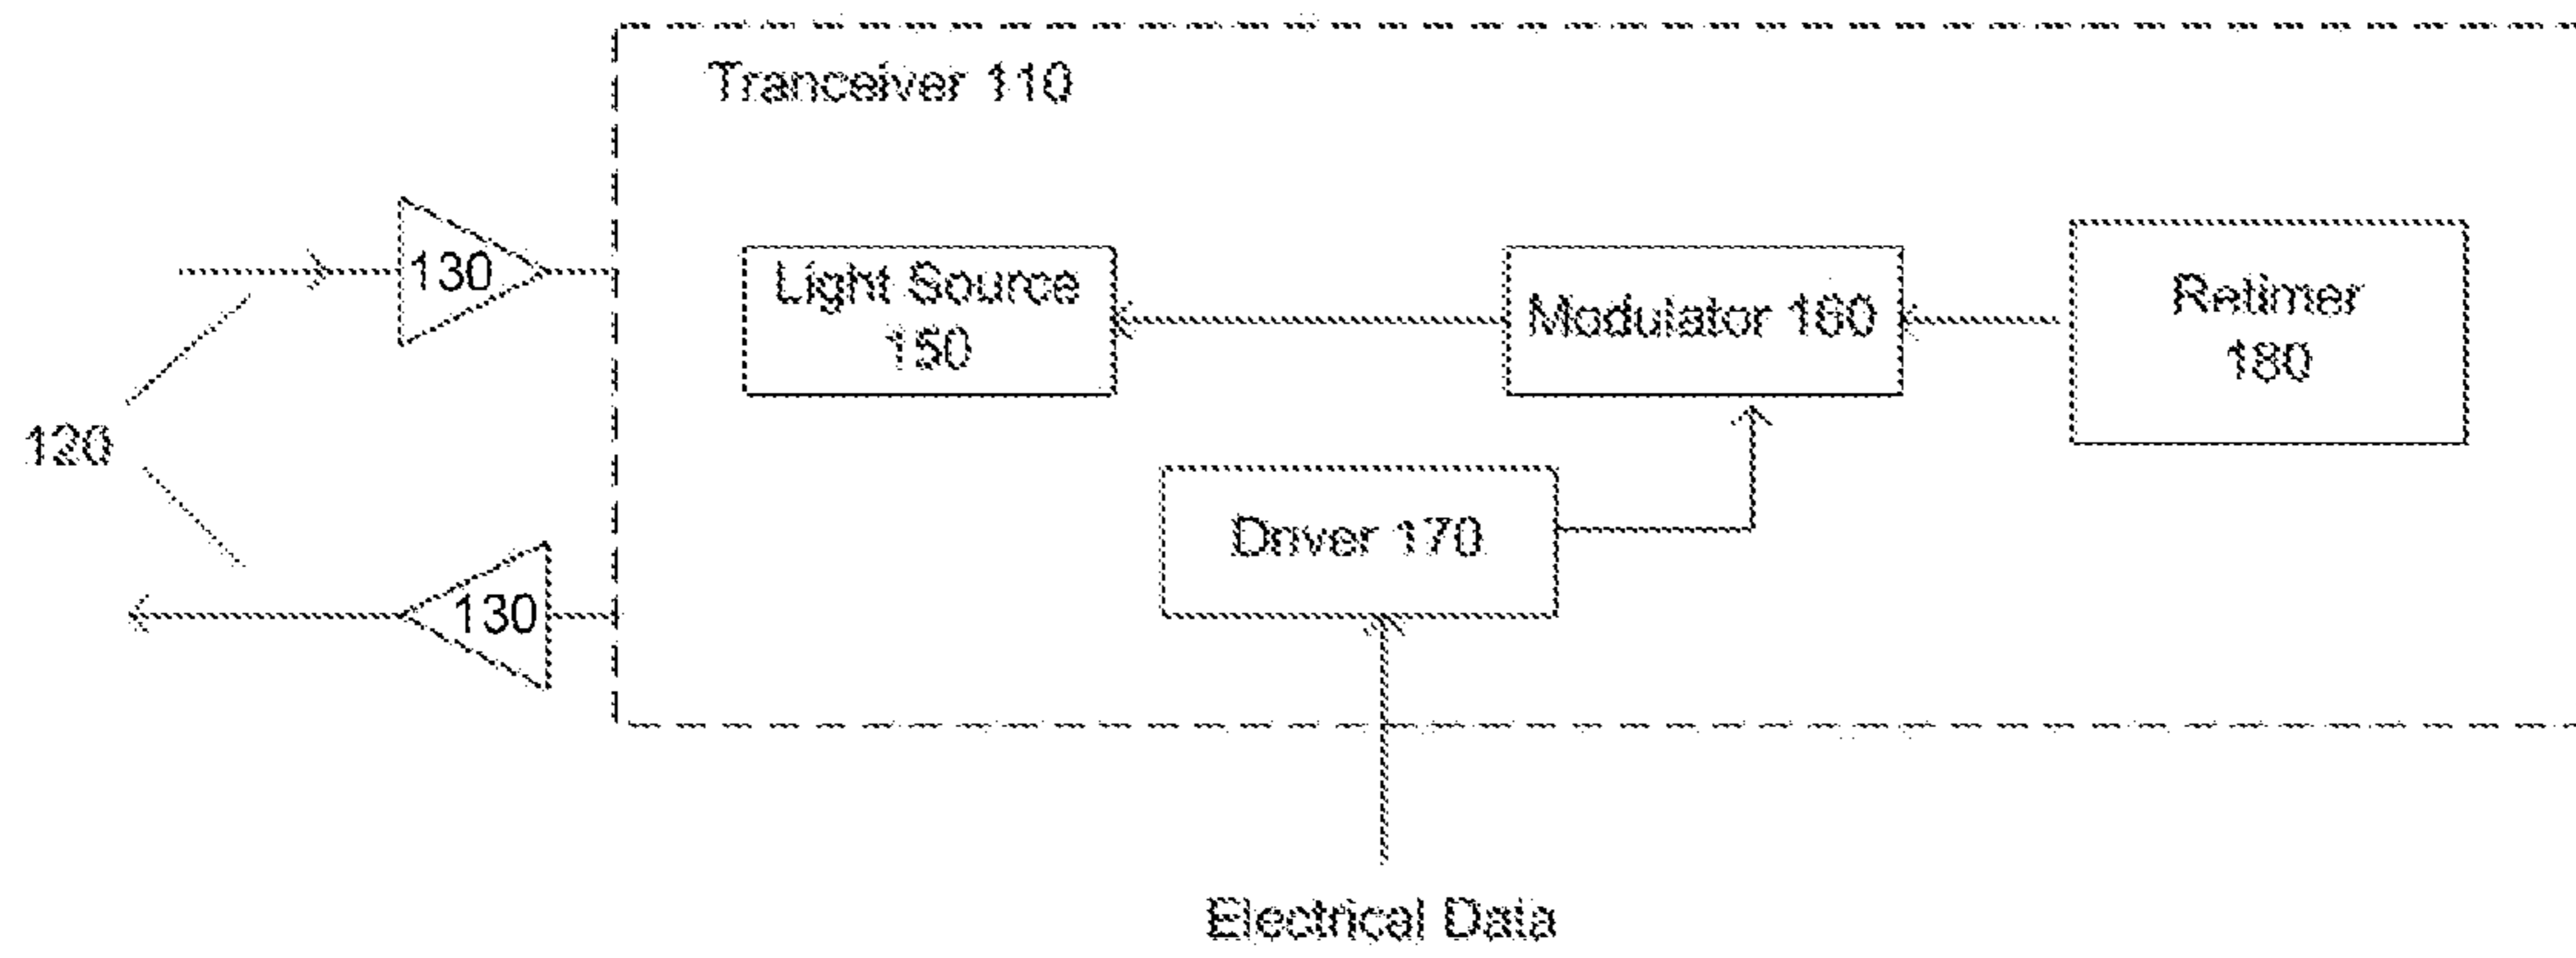 Tranceiver 110
130
Light Source
150
Modulator 160
Retimer
180
120
Driver 170
130
Electrical Data